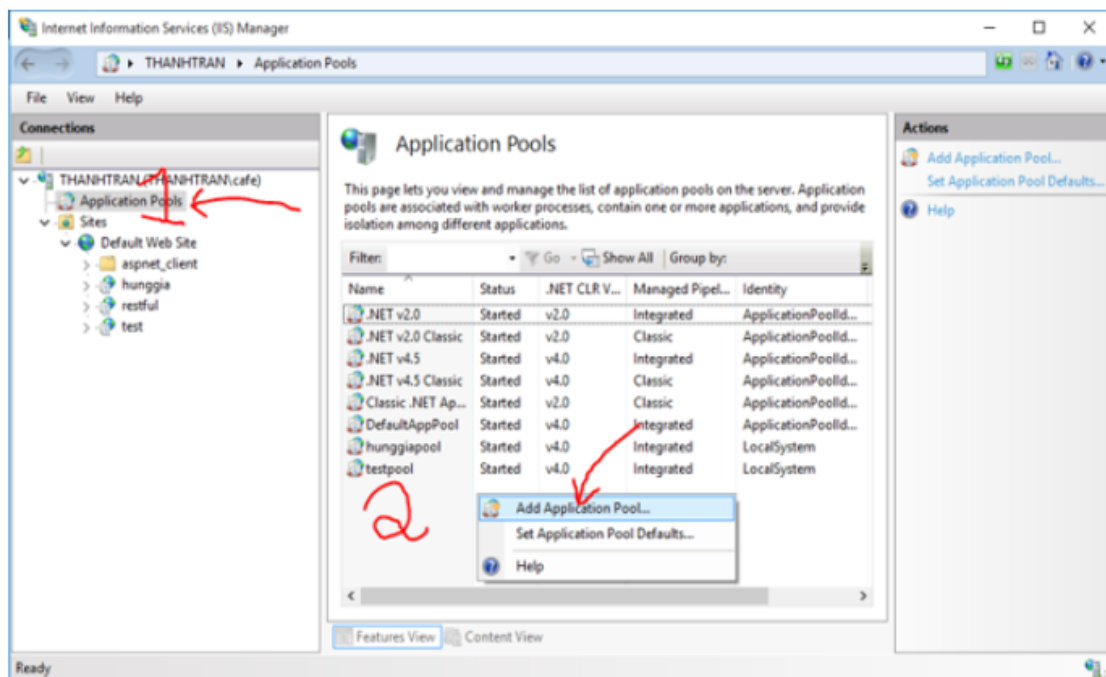 Internet Information Services (IIS) Manager
THANHTRAN Application Pools
File View Help
Connections
THANHTRAN (THANHTRAN\cafe)
Application Pools
Sites
Default Web Site
aspnet_client
hunggia
restful
test
1
Application Pools
This page lets you view and manage the list of application pools on the server. Application
pools are associated with worker processes, contain one or more applications, and provide
isolation among different applications.
Filter: Go Show All Group by:
Name Status .NET CLR V... Managed Pipel... Identity
.NET v2.0 Started v2.0 Integrated ApplicationPoolId...
.NET v2.0 Classic Started v2.0 Classic ApplicationPoolId...
.NET v4.5 Started v4.0 Integrated ApplicationPoolId...
.NET v4.5 Classic Started v4.0 Classic ApplicationPoolId...
Classic .NET Ap... Started v2.0 Classic ApplicationPoolId...
DefaultAppPool Started v4.0 Integrated ApplicationPoolId...
hunggiapool Started v4.0 Integrated LocalSystem
testpool Started v4.0 Integrated LocalSystem
2
Add Application Pool...
Set Application Pool Defaults...
Help
Features View Content View
Actions
Add Application Pool...
Set Application Pool Defaults...
Help
Ready